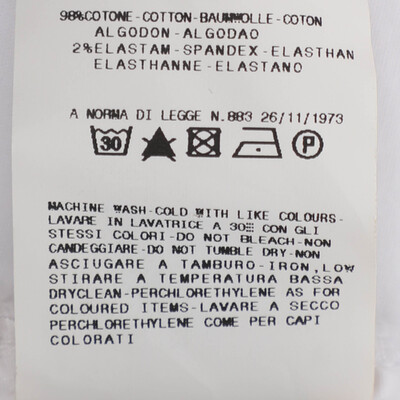 98%COTONE-COTTON-BAUMWOLLE-COTON
ALGODON-ALGODAO
2%ELASTAM-SPANDEX-ELASTHAN
ELASTHANNE-ELASTANO
A NORMA DI LEGGE N.883 26/11/1973
30 P
MACHINE WASH-COLD WITH LIKE COLOURS-
LAVARE IN LAVATRICE A 30 CON GLI
STESSI COLORI-DO NOT BLEACH-NON
CANDEGGIARE-DO NOT TUMBLE DRY-NON
ASCIUGARE A TAMBURO-IRON,LOW
STIRARE A TEMPERATURA BASSA
DRYCLEAN-PERCHLORETHYLENE AS FOR
COLOURED ITEMS-LAVARE A SECCO
PERCHLORETHYLENE COME PER CAPI
COLORATI